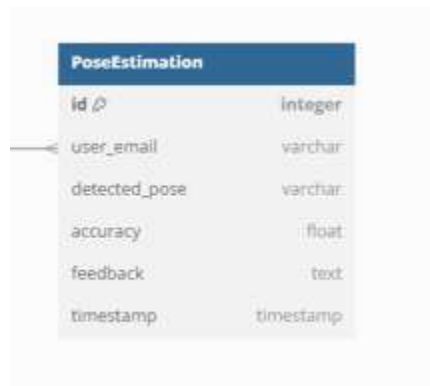 PoseEstimation
id integer
user_email varchar
detected_pose varchar
accuracy float
feedback text
timestamp timestamp